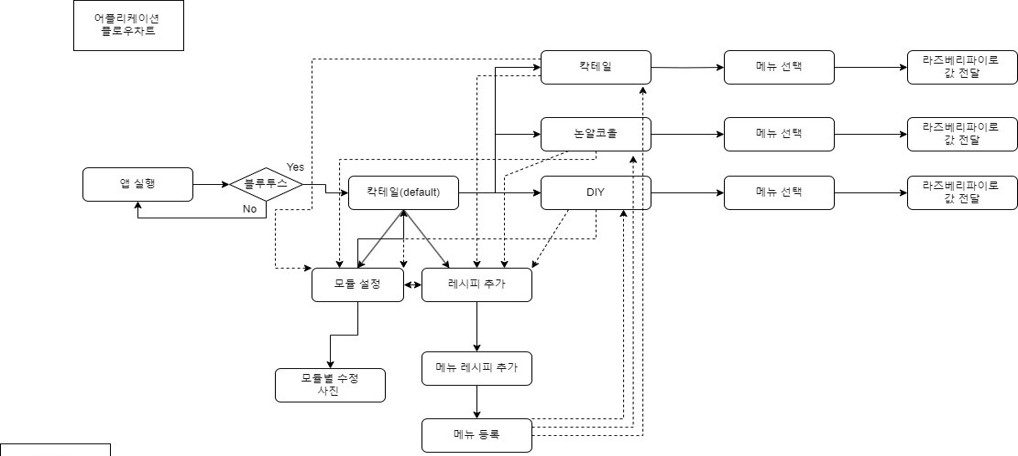 어플리케이션
플로우차트
칵테일
메뉴 선택
라즈베리파이로
값 전달
논알코올
메뉴 선택
라즈베리파이로
값 전달
앱 실행
블루투스
Yes
No
칵테일(default)
DIY
메뉴 선택
라즈베리파이로
값 전달
모듈 설정
레시피 추가
모듈별 수정
사진
메뉴 레시피 추가
메뉴 등록